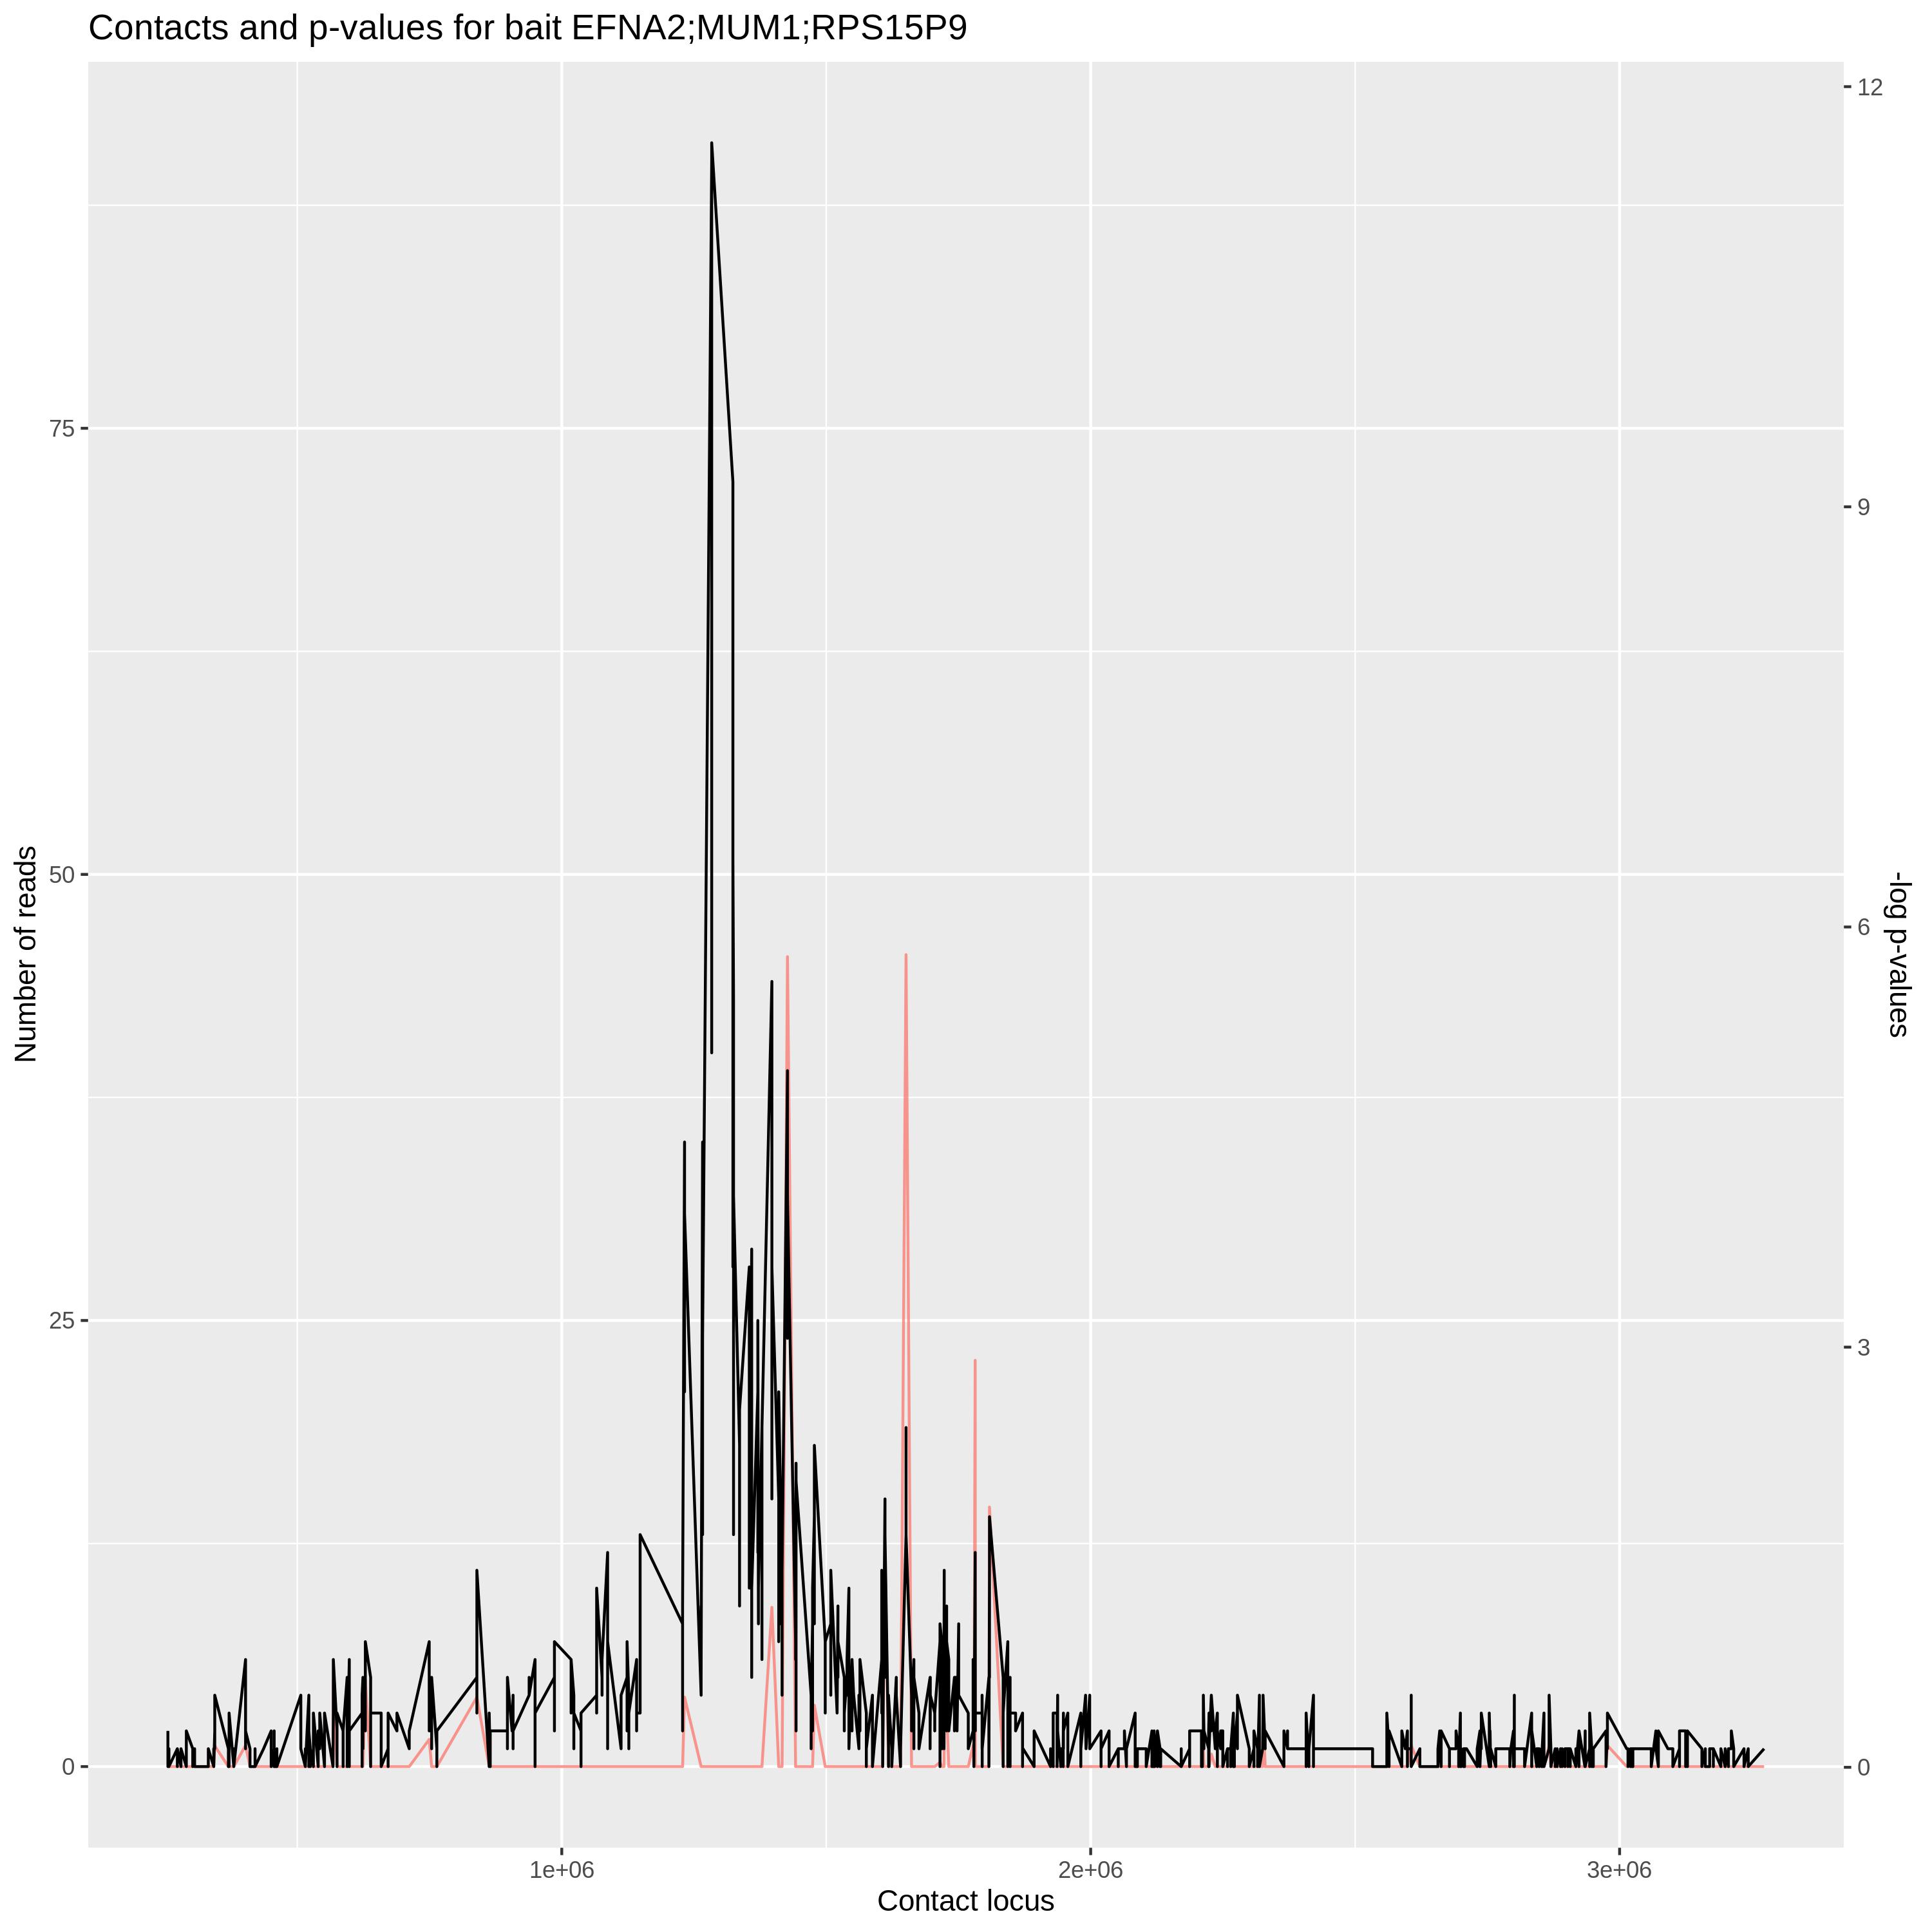 Contacts and p-values for bait EFNA2;MUM1;RPS15P9
12
75
9
Number of reads
50
6
-log p-values
25
3
0
0
1e+06
2e+06
3e+06
Contact locus